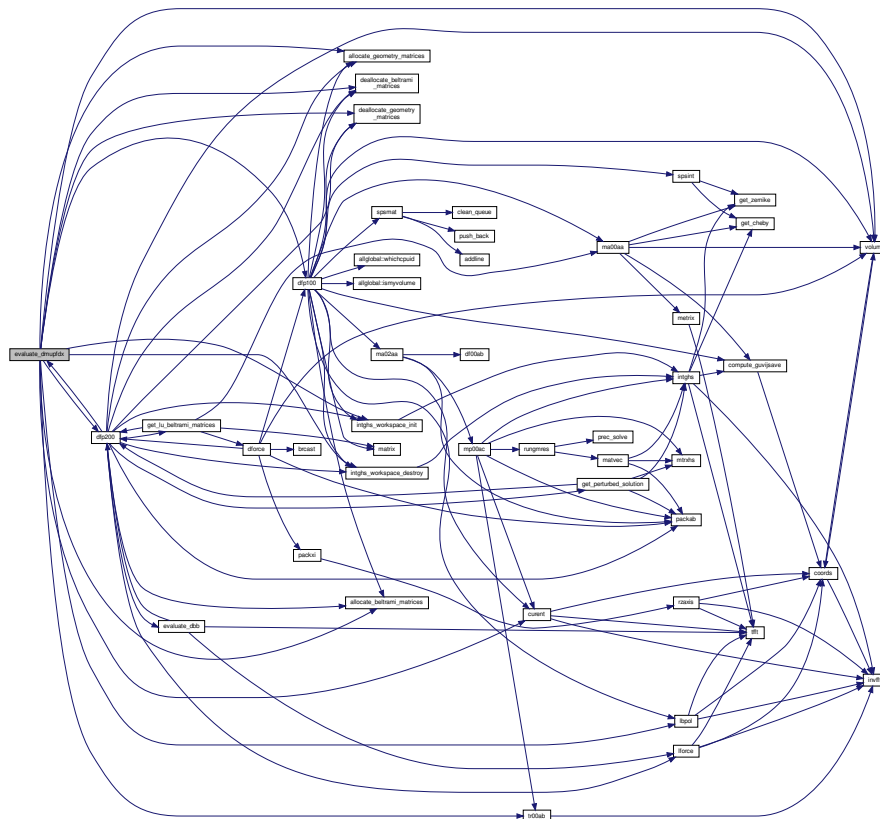 allocate_geometry_matrices
deallocate_beltrami
_matrices
deallocate_geometry
_matrices
spsint
get_zernike
spsmat
clean_queue
get_cheby
push_back
ma00aa
volume
addline
allglobal::whichcpuid
dfp100
allglobal::ismyvolume
metrix
evaluate_dmupfdx
ma02aa
df00ab
compute_guvijsave
intghs
get_lu_beltrami_matrices
intghs_workspace_init
dfp200
prec_solve
dforce
brcast
matrix
mp00ac
rungmres
matvec
mtrxhs
intghs_workspace_destroy
get_perturbed_solution
packab
packxi
coords
allocate_beltrami_matrices
rzaxis
curent
evaluate_dbb
tfft
invfft
lbpol
lforce
tr00ab